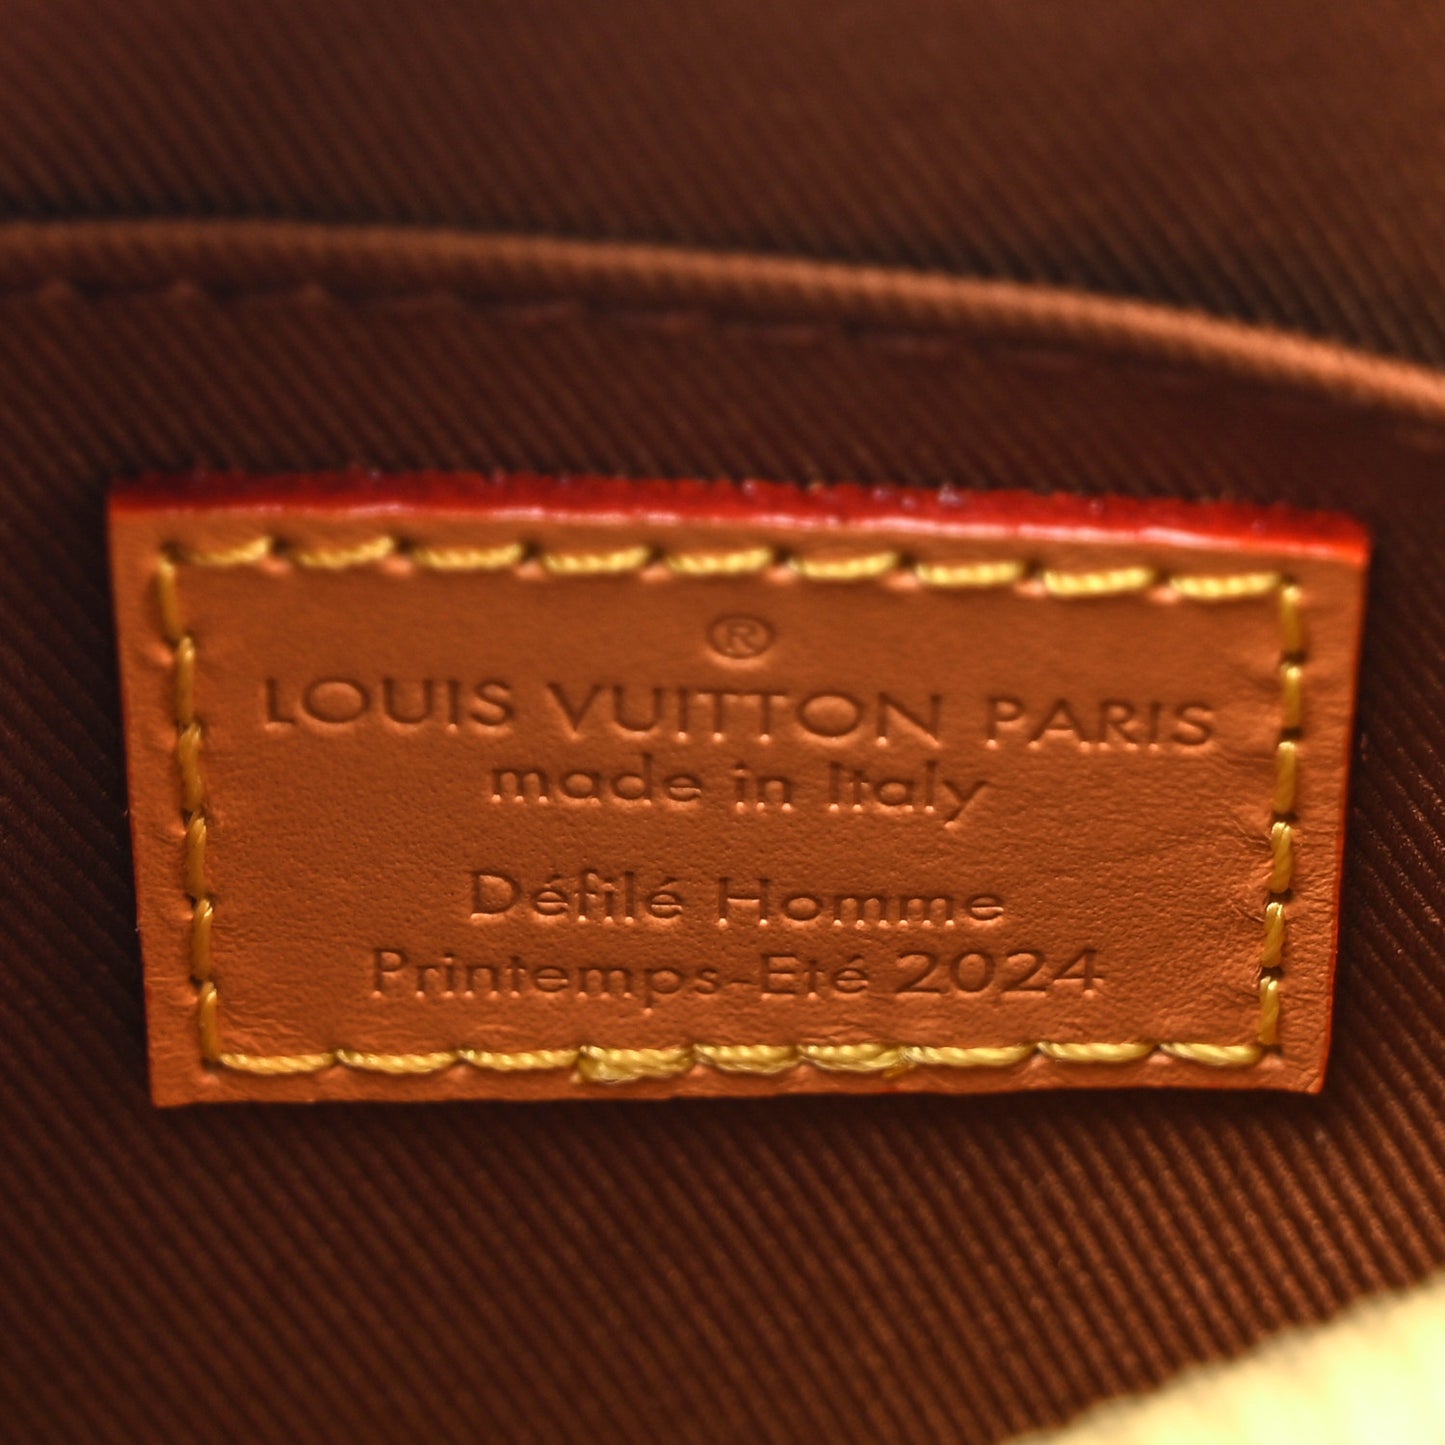 ®
LOUIS VUITTON PARIS
made in Italy
Défilé Homme
Printemps-Eté 2024